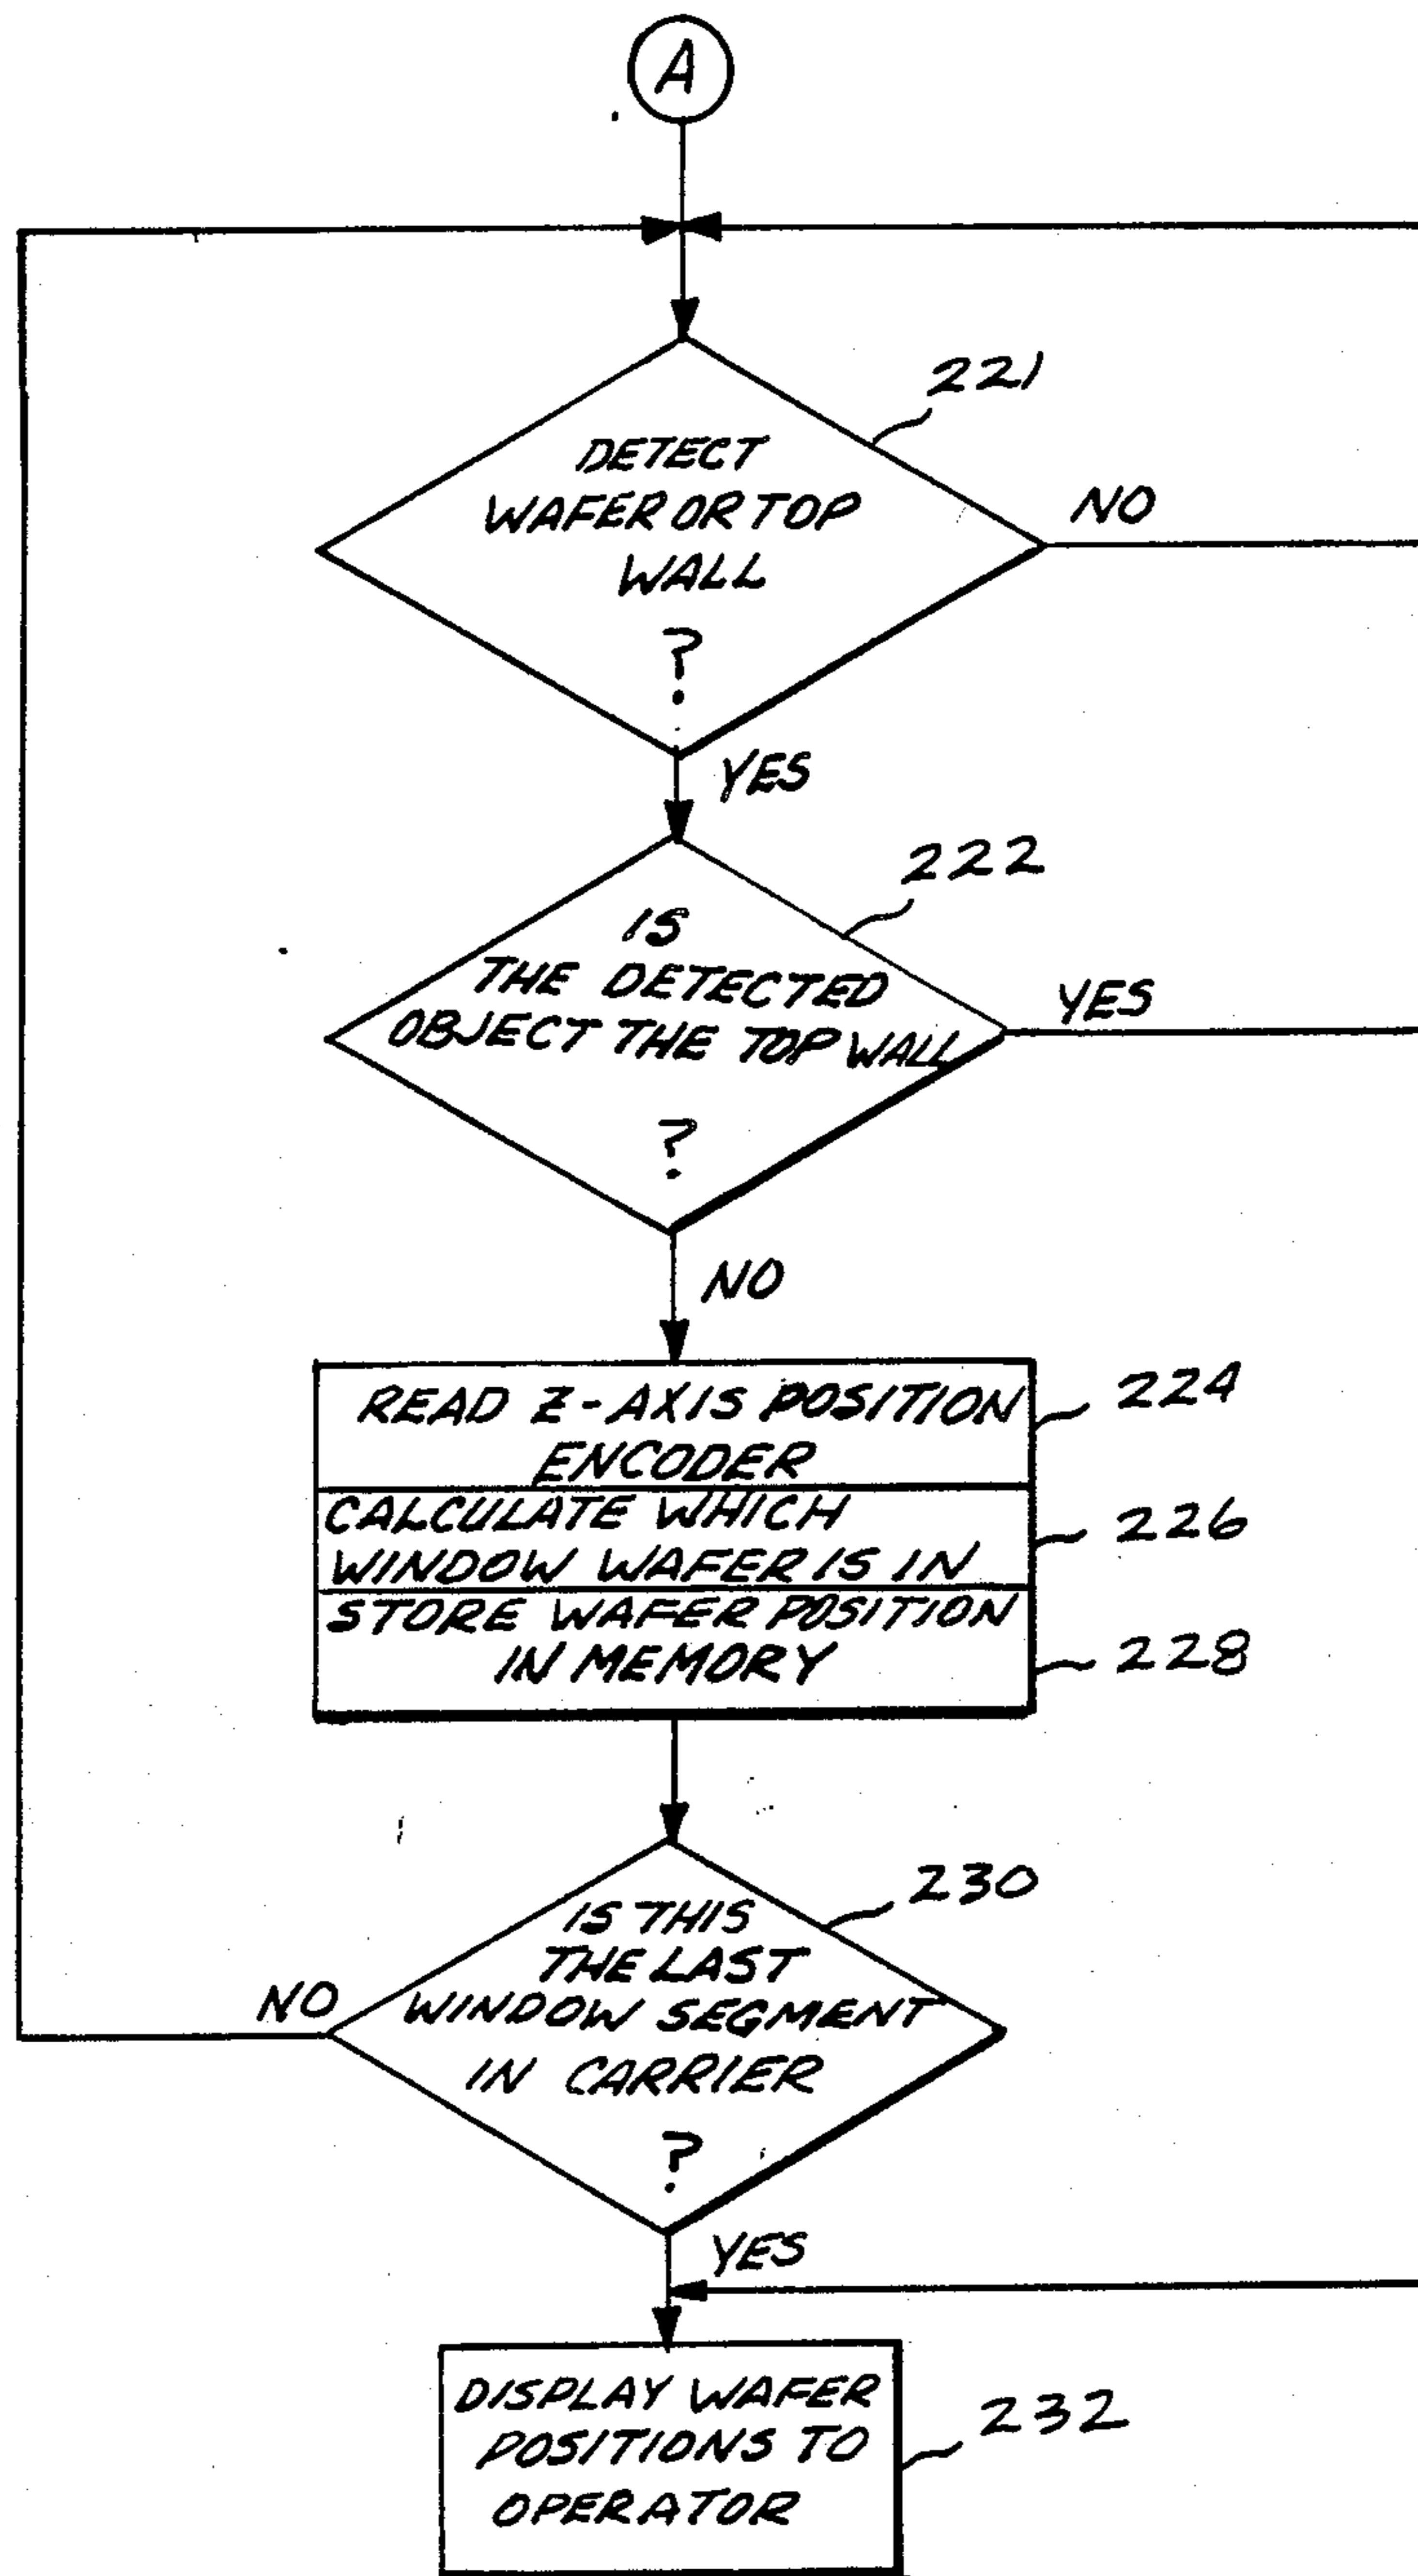 A
221
DETECT
WAFER OR TOP
WALL
?
NO
YES
222
IS
THE DETECTED
OBJECT THE TOP WALL
?
YES
NO
READ Z-AXIS POSITION
ENCODER
224
CALCULATE WHICH
WINDOW WAFER IS IN
226
STORE WAFER POSITION
IN MEMORY
228
230
IS THIS
THE LAST
WINDOW SEGMENT
IN CARRIER
?
NO
YES
DISPLAY WAFER
POSITIONS TO
OPERATOR
232